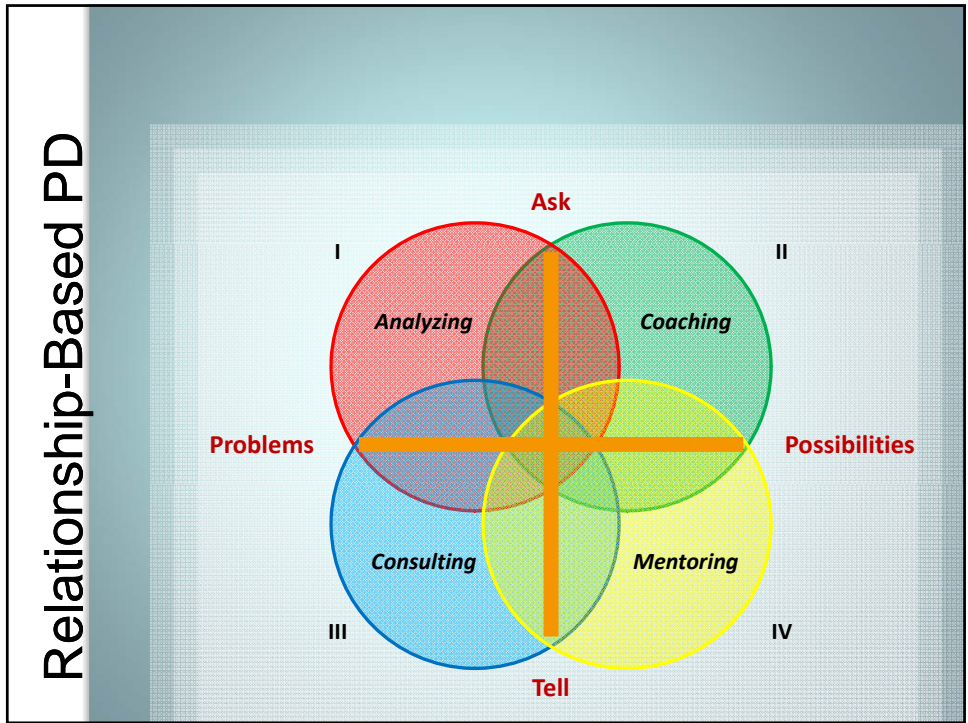 Relationship-Based PD
Ask
I
II
Analyzing
Coaching
Problems
Possibilities
Consulting
Mentoring
III
IV
Tell